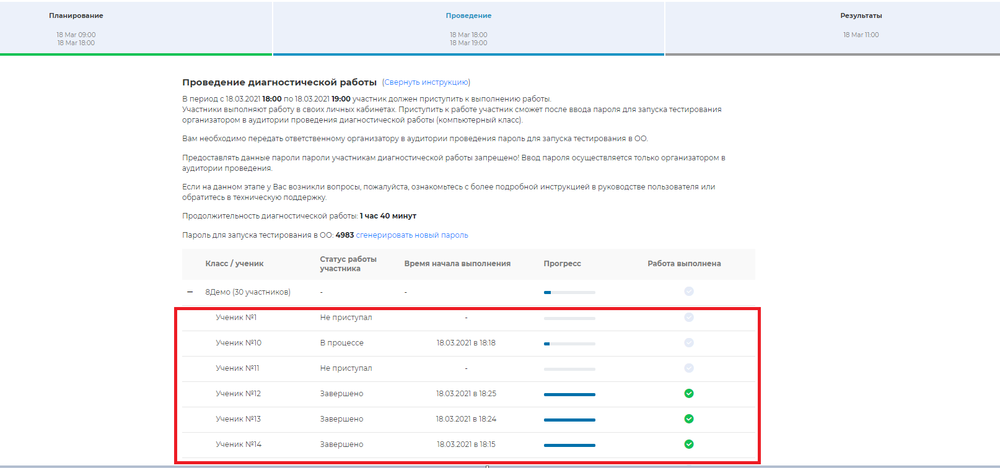 Планирование
18 Mar 09:00
18 Mar 18:00
Проведение
18 Mar 18:00
18 Mar 19:00
Результаты
18 Mar 11:00
Проведение диагностической работы (Свернуть инструкцию)
В период с 18.03.2021 18:00 по 18.03.2021 19:00 участник должен приступить к выполнению работы.
Участники выполняют работу в своих личных кабинетах. Приступить к работе участник сможет после ввода пароля для запуска тестирования
организатором в аудитории проведения диагностической работы (компьютерный класс).
Вам необходимо передать ответственному организатору в аудитории проведения пароль для запуска тестирования в ОО.
Предоставлять данные пароли пароли участникам диагностической работы запрещено! Ввод пароля осуществляется только организатором в
аудитории проведения.
Если на данном этапе у Вас возникли вопросы, пожалуйста, ознакомьтесь с более подробной инструкцией в руководстве пользователя или
обратитесь в техническую поддержку.
Продолжительность диагностической работы: 1 час 40 минут
Пароль для запуска тестирования в ОО: 4983 сгенерировать новый пароль
Класс / ученик
Статус работы
участника
Время начала выполнения
Прогресс
Работа выполнена
8Демо (30 участников) - -
Ученик №1 Не приступал -
Ученик №10 В процессе 18.03.2021 в 18:18
Ученик №11 Не приступал -
Ученик №12 Завершено 18.03.2021 в 18:25
Ученик №13 Завершено 18.03.2021 в 18:24
Ученик №14 Завершено 18.03.2021 в 18:15